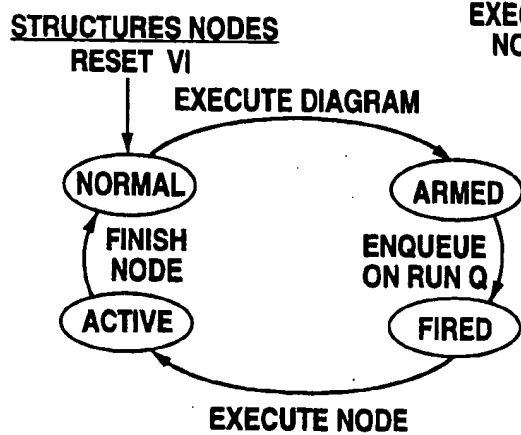 STRUCTURES NODES
RESET VI
EXECUTE DIAGRAM
NORMAL
ARMED
FINISH
NODE
ENQUEUE
ON RUN Q
ACTIVE
FIRED
EXECUTE NODE